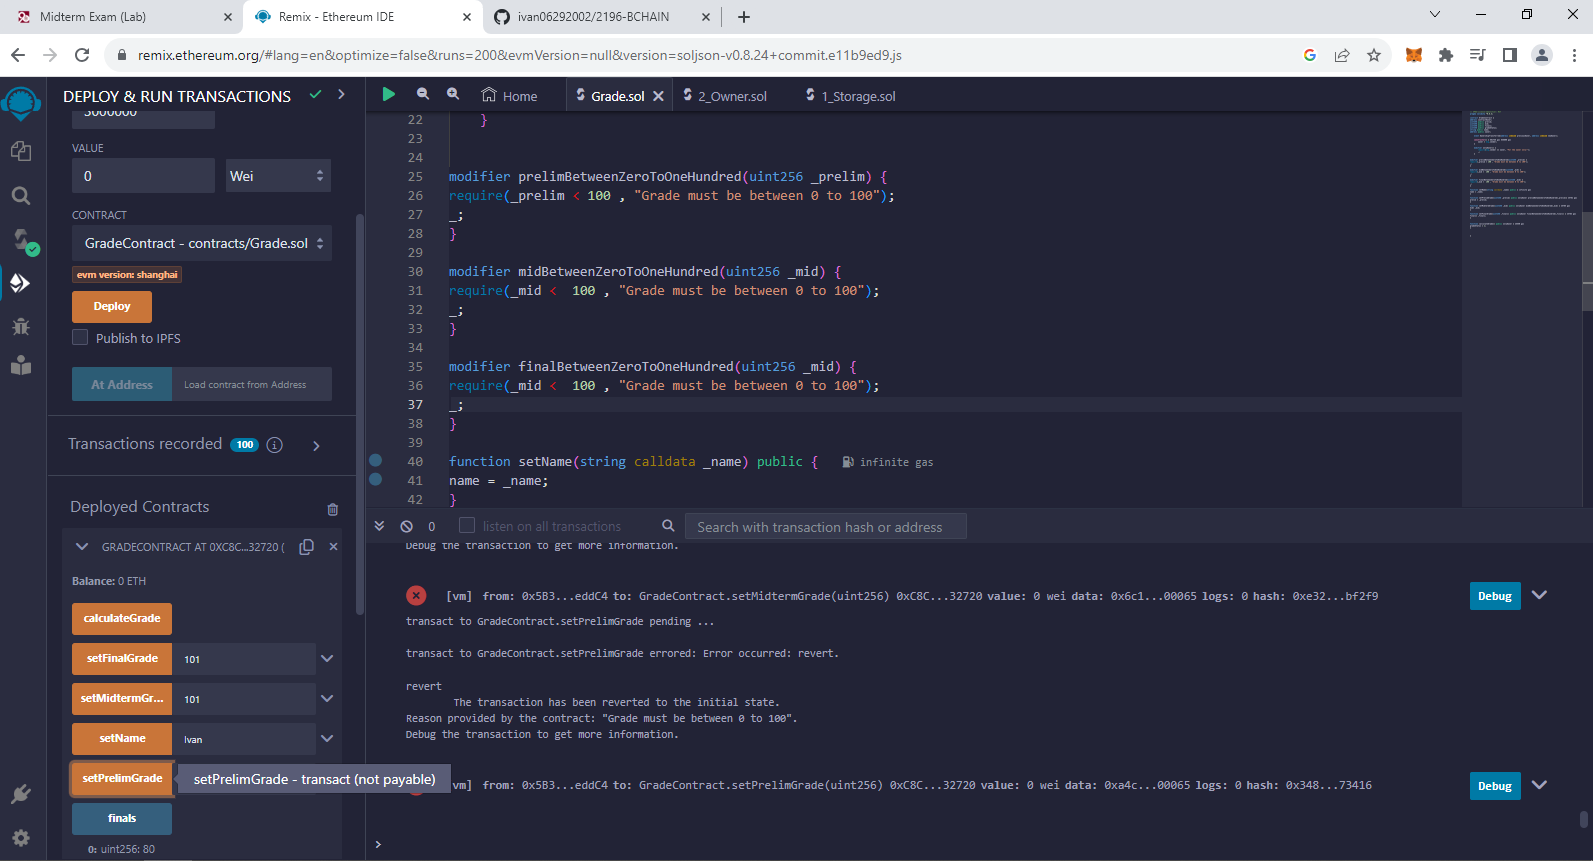 Midterm Exam (Lab)
Remix - Ethereum IDE
ivan06292002/2196-BCHAIN
remix.ethereum.org/#lang=en&optimize=false&runs=200&evmVersion=null&version=soljson-v0.8.24+commit.e11b9ed9.js
DEPLOY & RUN TRANSACTIONS
3000000
VALUE
0
Wei
CONTRACT
GradeContract - contracts/Grade.sol
evm version: shanghai
Deploy
Publish to IPFS
At Address
Load contract from Address
Transactions recorded 100 i
Deployed Contracts
GRADECONTRACT AT 0XC8C...32720 (
Balance: 0 ETH
calculateGrade
setFinalGrade 101
setMidtermGr... 101
setName Ivan
setPrelimGrade
setPrelimGrade - transact (not payable)
finals
0: uint256: 80
Home
Grade.sol
2_Owner.sol
1_Storage.sol
22 }
23
24
25 modifier prelimBetweenZeroToOneHundred(uint256 _prelim) {
26 require(_prelim < 100 , "Grade must be between 0 to 100");
27 _;
28 }
29
30 modifier midBetweenZeroToOneHundred(uint256 _mid) {
31 require(_mid <  100 , "Grade must be between 0 to 100");
32 _;
33 }
34
35 modifier finalBetweenZeroToOneHundred(uint256 _mid) {
36 require(_mid <  100 , "Grade must be between 0 to 100");
37 _;
38 }
39
40 function setName(string calldata _name) public { infinite gas
41 name = _name;
42 }
0
listen on all transactions
Search with transaction hash or address
Debug the transaction to get more information.
[vm] from: 0x5B3...eddC4 to: GradeContract.setMidtermGrade(uint256) 0xC8C...32720 value: 0 wei data: 0x6c1...00065 logs: 0 hash: 0xe32...bf2f9
Debug
transact to GradeContract.setPrelimGrade pending ...
transact to GradeContract.setPrelimGrade errored: Error occurred: revert.
revert
The transaction has been reverted to the initial state.
Reason provided by the contract: "Grade must be between 0 to 100".
Debug the transaction to get more information.
vm] from: 0x5B3...eddC4 to: GradeContract.setPrelimGrade(uint256) 0xC8C...32720 value: 0 wei data: 0xa4c...00065 logs: 0 hash: 0x348...73416
Debug
>